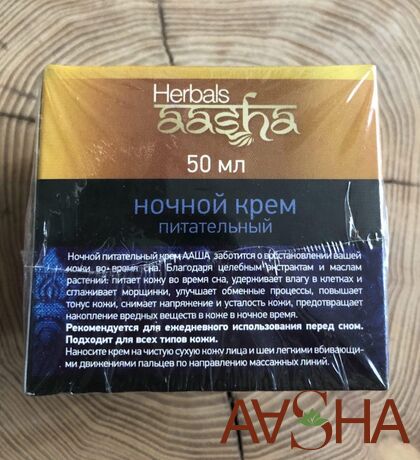 Herbals
aasha
50 мл
ночной крем
питательный
Ночной питательный крем ААША заботится о восстановлении вашей
кожи во время сна. Благодаря целебным экстрактам и маслам
растений: питает кожу во время сна, удерживает влагу в клетках и
сглаживает морщинки, улучшает обменные процессы, повышает
тонус кожи, снимает напряжение и усталость кожи, предотвращает
накопление вредных веществ в коже в ночное время.
Рекомендуется для ежедневного использования перед сном.
Подходит для всех типов кожи.
Наносите крем на чистую сухую кожу лица и шеи легкими вбивающи-
ми движениями пальцев по направлению массажных линий.
AASHA